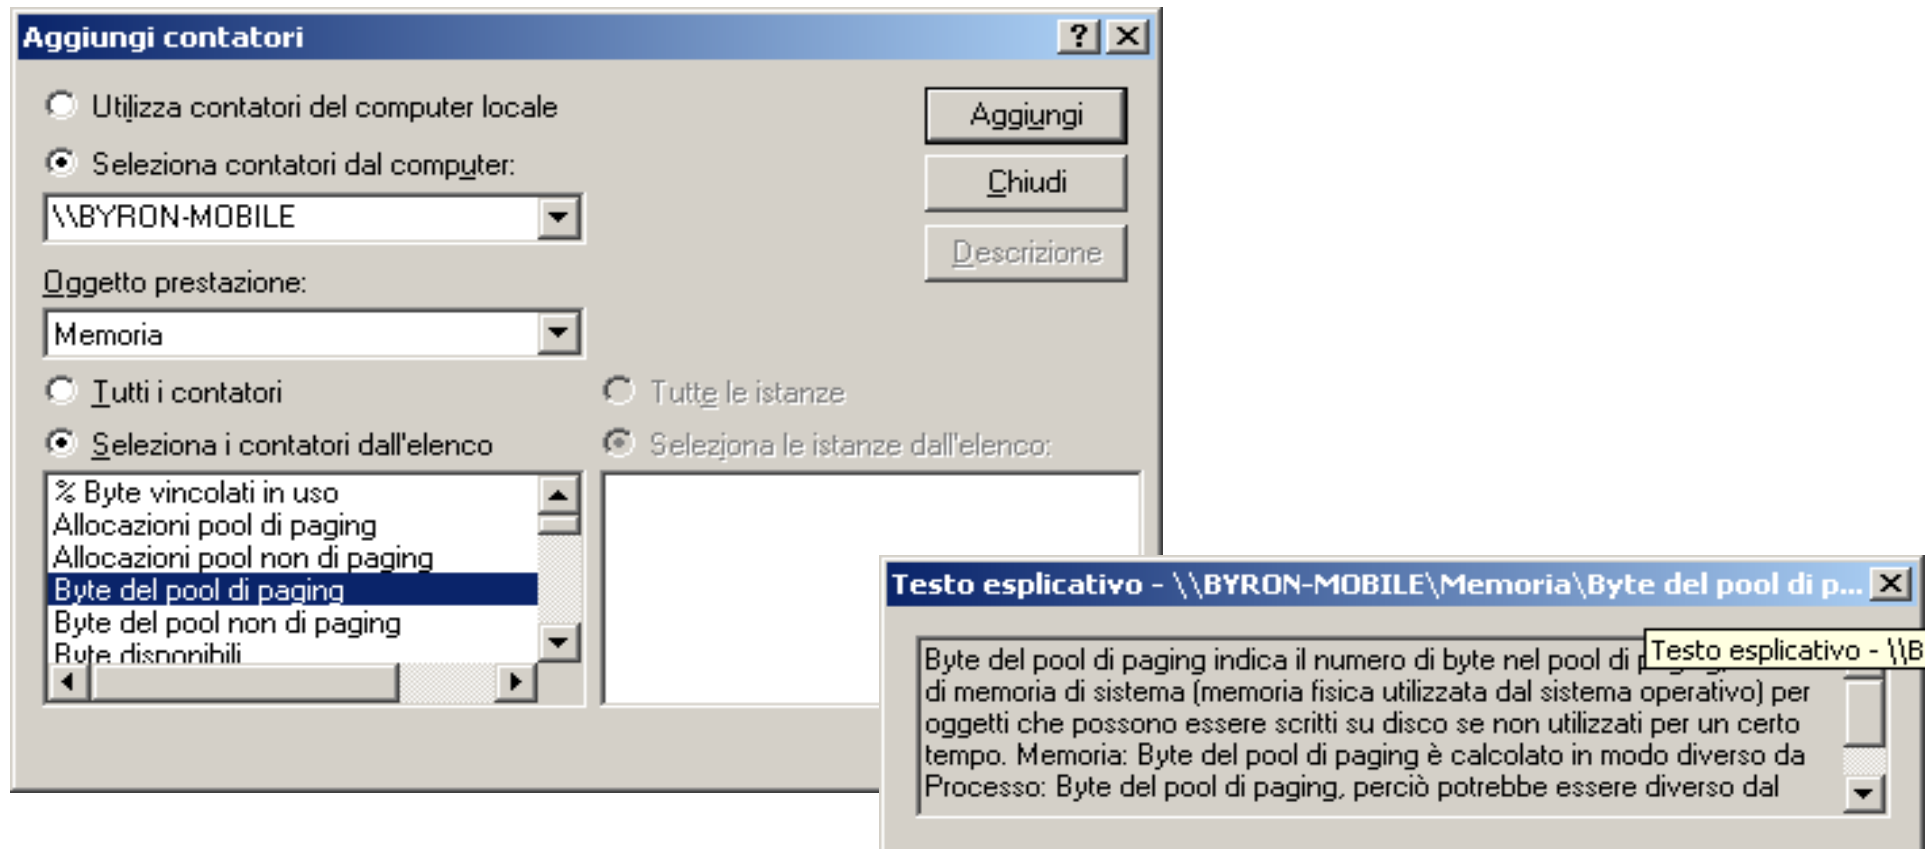 Aggiungi contatori
Utilizza contatori del computer locale
Seleziona contatori dal computer:
\\BYRON-MOBILE
Oggetto prestazione:
Memoria
Tutti i contatori
Seleziona i contatori dall'elenco
% Byte vincolati in uso
Allocazioni pool di paging
Allocazioni pool non di paging
Byte del pool di paging
Byte del pool non di paging
Byte disponibili
Aggiungi
Chiudi
Descrizione
Tutte le istanze
Seleziona le istanze dall'elenco:
Testo esplicativo - \\BYRON-MOBILE\Memoria\Byte del pool di p...
Testo esplicativo - \\B
Byte del pool di paging indica il numero di byte nel pool di
di memoria di sistema (memoria fisica utilizzata dal sistema operativo) per
oggetti che possono essere scritti su disco se non utilizzati per un certo
tempo. Memoria: Byte del pool di paging è calcolato in modo diverso da
Processo: Byte del pool di paging, perciò potrebbe essere diverso dal